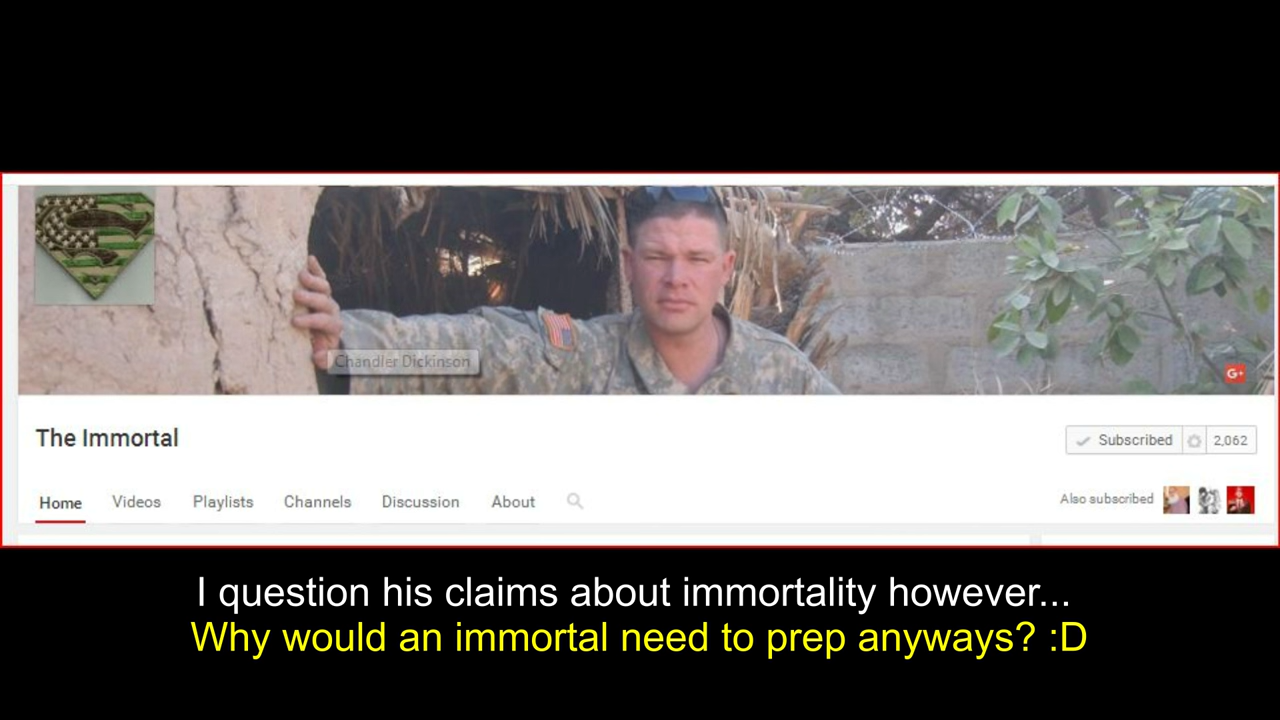 Chandler Dickinson
G+
The Immortal
Subscribed 2,062
Home Videos Playlists Channels Discussion About
Also subscribed
I question his claims about immortality however...
Why would an immortal need to prep anyways? :D